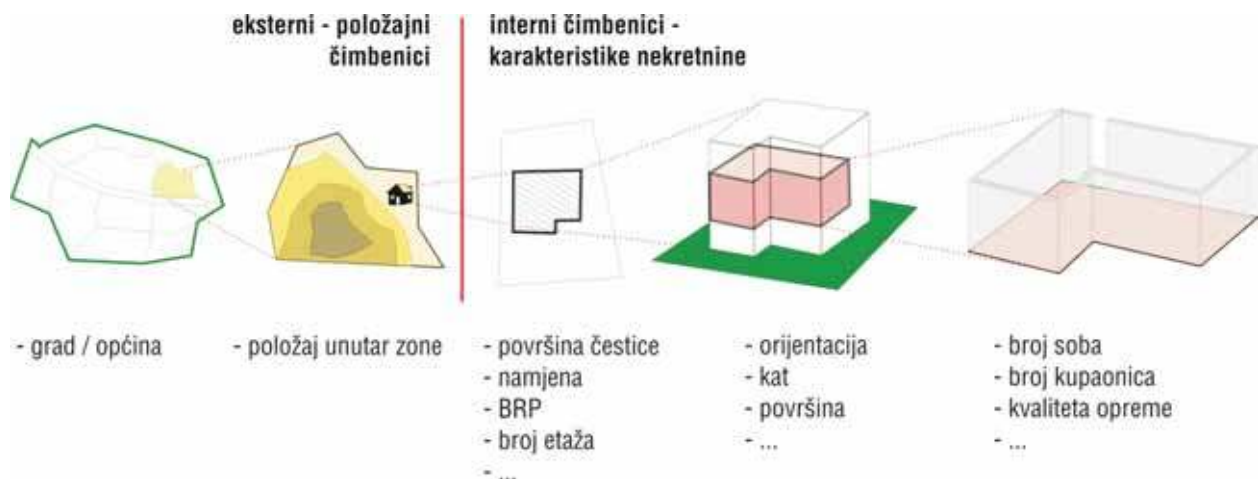 eksterni - položajni
čimbenici
interni čimbenici -
karakteristike nekretnine
- grad / općina
- položaj unutar zone
- površina čestice
- namjena
- BRP
- broj etaža
- ...
- orijentacija
- kat
- površina
- ...
- broj soba
- broj kupaonica
- kvaliteta opreme
- ...